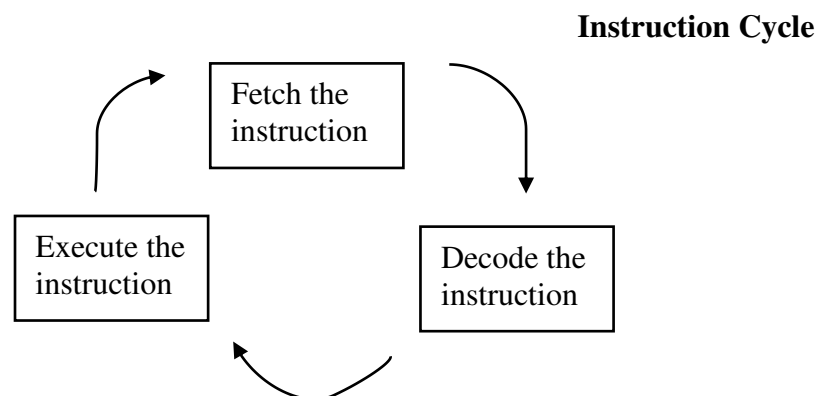 Instruction Cycle
Fetch the
instruction
Execute the
instruction
Decode the
instruction